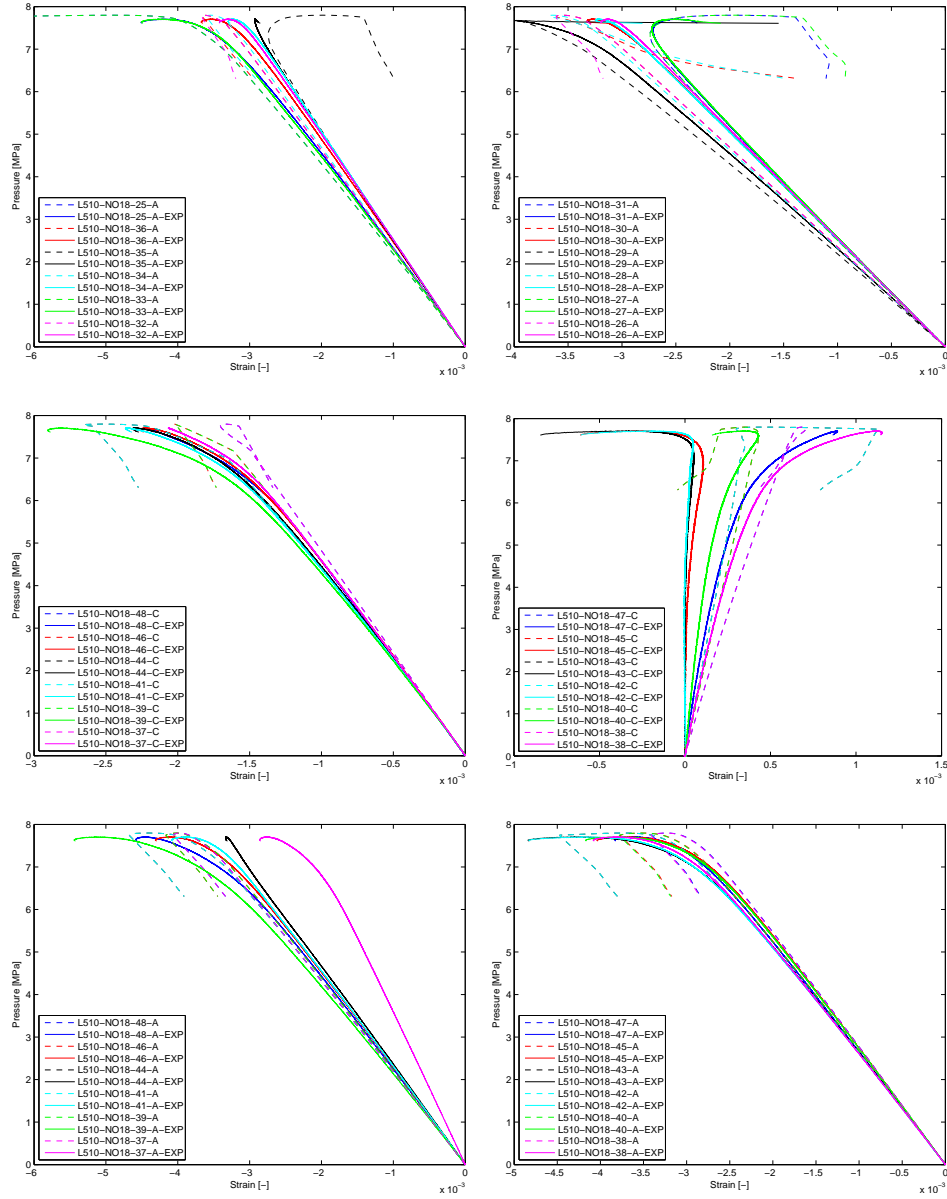 8
7
6
5
4
3
2
1
0
Pressure [MPa]
L510−NO18−25−A
L510−NO18−25−A−EXP
L510−NO18−36−A
L510−NO18−36−A−EXP
L510−NO18−35−A
L510−NO18−35−A−EXP
L510−NO18−34−A
L510−NO18−34−A−EXP
L510−NO18−33−A
L510−NO18−33−A−EXP
L510−NO18−32−A
L510−NO18−32−A−EXP
−6 −5 −4 −3 −2 −1 0
Strain [−]
x 10−3
8
7
6
5
4
3
2
1
0
Pressure [MPa]
L510−NO18−31−A
L510−NO18−31−A−EXP
L510−NO18−30−A
L510−NO18−30−A−EXP
L510−NO18−29−A
L510−NO18−29−A−EXP
L510−NO18−28−A
L510−NO18−28−A−EXP
L510−NO18−27−A
L510−NO18−27−A−EXP
L510−NO18−26−A
L510−NO18−26−A−EXP
−4 −3.5 −3 −2.5 −2 −1.5 −1 −0.5 0
Strain [−]
x 10−3
8
7
6
5
4
3
2
1
0
Pressure [MPa]
L510−NO18−48−C
L510−NO18−48−C−EXP
L510−NO18−46−C
L510−NO18−46−C−EXP
L510−NO18−44−C
L510−NO18−44−C−EXP
L510−NO18−41−C
L510−NO18−41−C−EXP
L510−NO18−39−C
L510−NO18−39−C−EXP
L510−NO18−37−C
L510−NO18−37−C−EXP
−3 −2.5 −2 −1.5 −1 −0.5 0
Strain [−]
x 10−3
8
7
6
5
4
3
2
1
0
Pressure [MPa]
L510−NO18−47−C
L510−NO18−47−C−EXP
L510−NO18−45−C
L510−NO18−45−C−EXP
L510−NO18−43−C
L510−NO18−43−C−EXP
L510−NO18−42−C
L510−NO18−42−C−EXP
L510−NO18−40−C
L510−NO18−40−C−EXP
L510−NO18−38−C
L510−NO18−38−C−EXP
−1 −0.5 0 0.5 1 1.5
Strain [−]
x 10−3
8
7
6
5
4
3
2
1
0
Pressure [MPa]
L510−NO18−48−A
L510−NO18−48−A−EXP
L510−NO18−46−A
L510−NO18−46−A−EXP
L510−NO18−44−A
L510−NO18−44−A−EXP
L510−NO18−41−A
L510−NO18−41−A−EXP
L510−NO18−39−A
L510−NO18−39−A−EXP
L510−NO18−37−A
L510−NO18−37−A−EXP
−6 −5 −4 −3 −2 −1 0
Strain [−]
x 10−3
8
7
6
5
4
3
2
1
0
Pressure [MPa]
L510−NO18−47−A
L510−NO18−47−A−EXP
L510−NO18−45−A
L510−NO18−45−A−EXP
L510−NO18−43−A
L510−NO18−43−A−EXP
L510−NO18−42−A
L510−NO18−42−A−EXP
L510−NO18−40−A
L510−NO18−40−A−EXP
L510−NO18−38−A
L510−NO18−38−A−EXP
−5 −4.5 −4 −3.5 −3 −2.5 −2 −1.5 −1 −0.5 0
Strain [−]
x 10−3